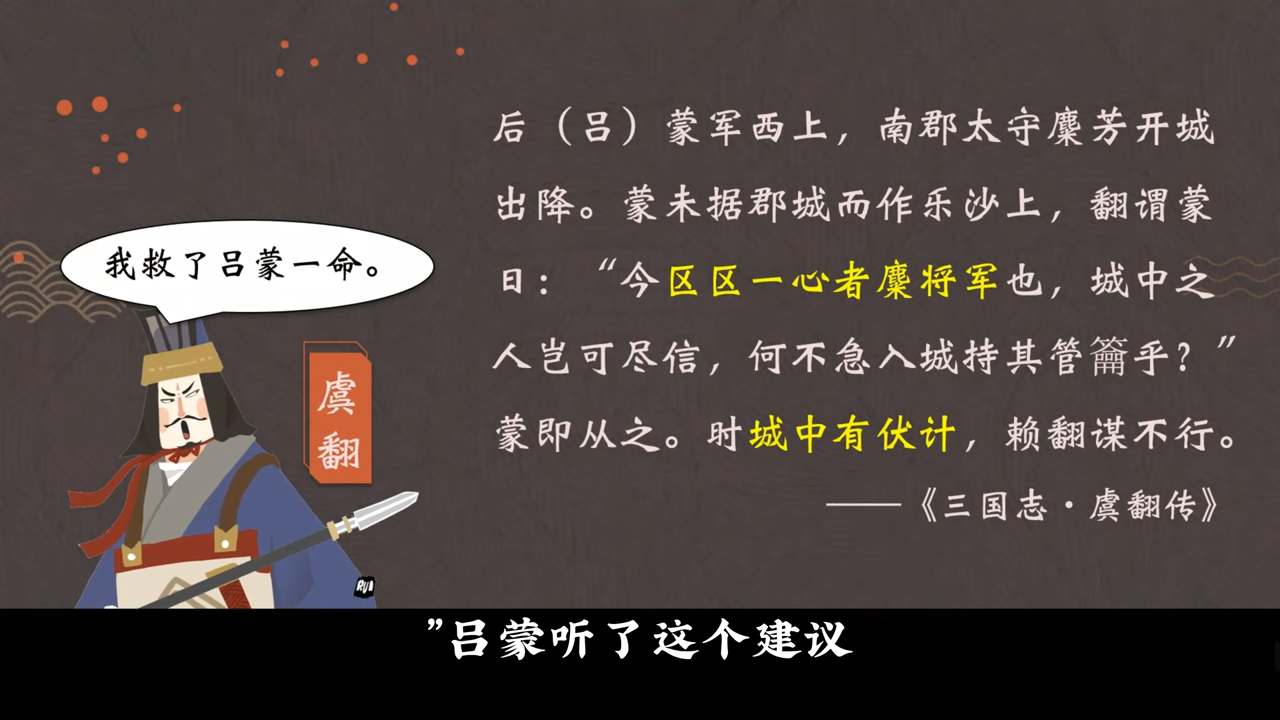 后（吕）蒙军西上，南郡太守麋芳开城
出降。蒙未据郡城而作乐沙上，翻谓蒙
曰：“今区区一心者麋将军也，城中之
人岂可尽信，何不急入城持其管籥乎？”
蒙即从之。时城中有伏计，赖翻谋不行。
——《三国志·虞翻传》
我救了吕蒙一命。
虞翻
RUI
”吕蒙听了这个建议